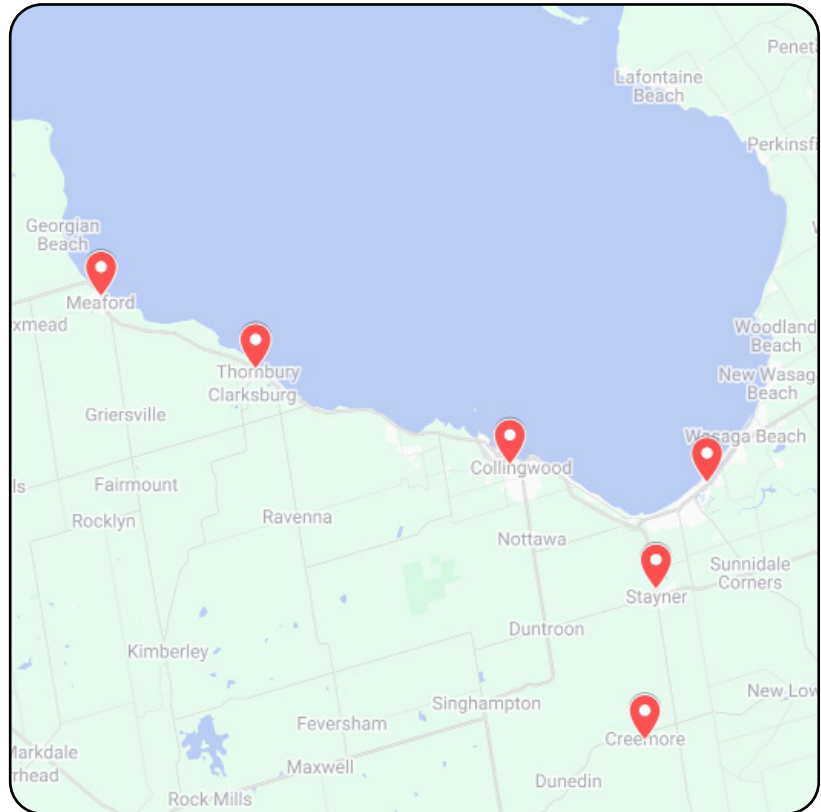 Penet
Lafontaine
Beach
Perkinsfi
Georgian
Beach
Meaford
xmead
Woodland
Beach
Thornbury
Clarksburg
New Wasag
Beach
Griersville
Wasaga Beach
Collingwood
ls
Fairmount
Rocklyn
Ravenna
Nottawa
Sunnidale
Corners
Stayner
Duntroon
Kimberley
New Low
Singhampton
Feversham
Creemore
Markdale
rhead
Maxwell
Dunedin
Rock Mills